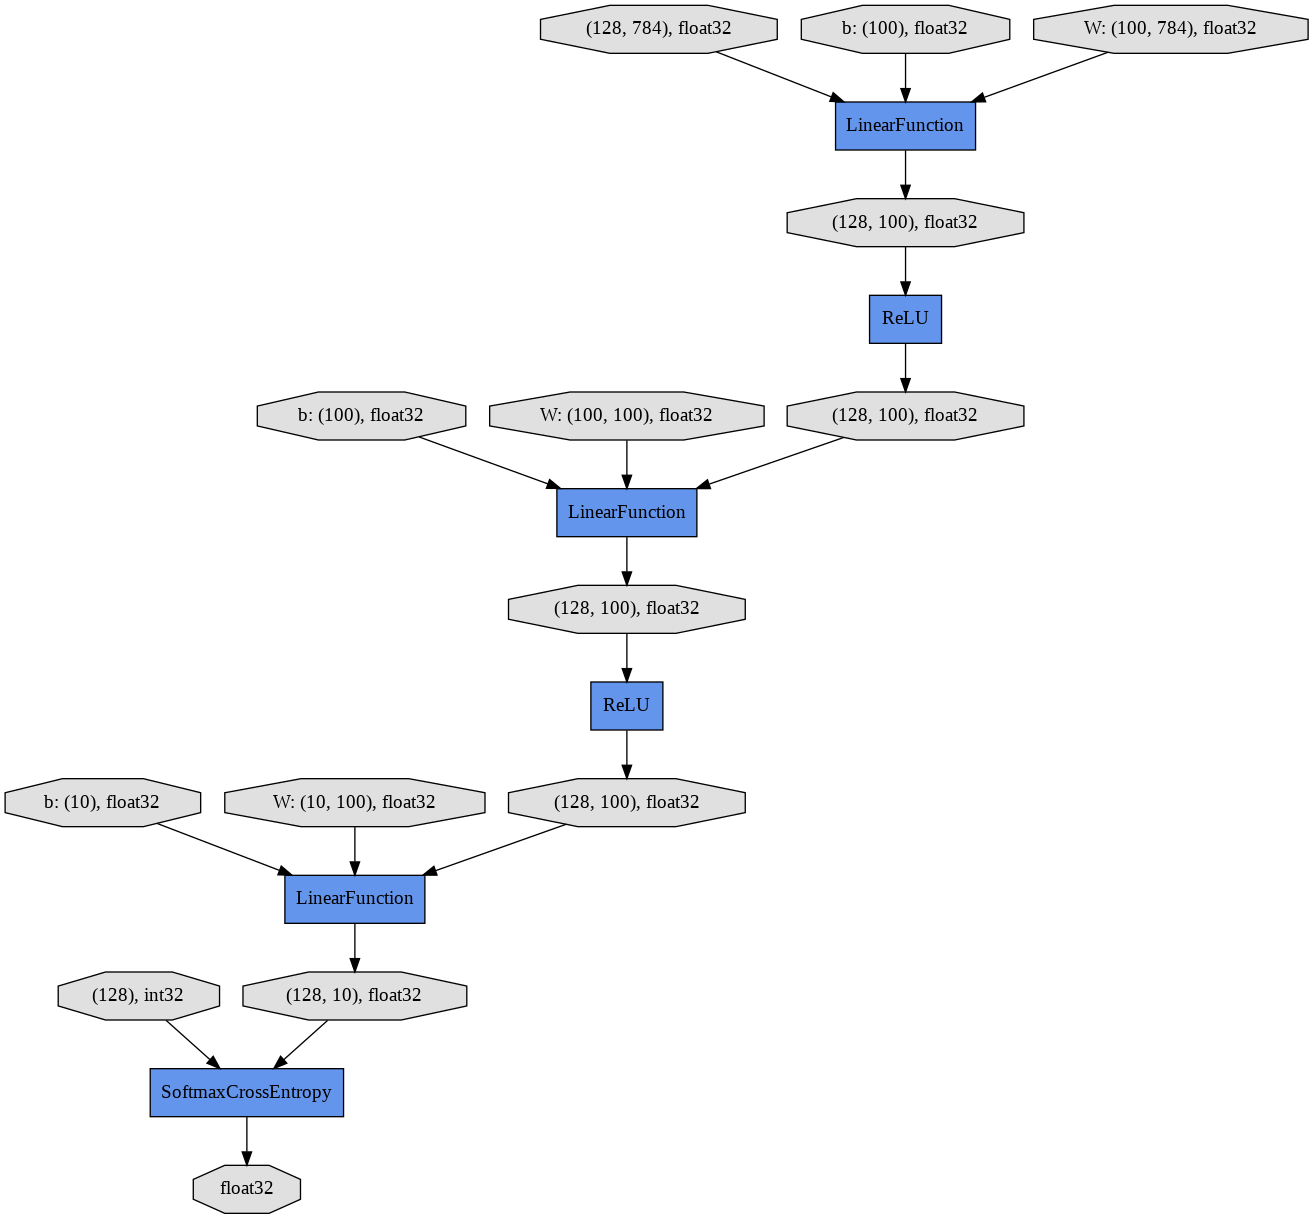 (128, 784), float32
b: (100), float32
W: (100, 784), float32
LinearFunction
(128, 100), float32
ReLU
b: (100), float32
W: (100, 100), float32
(128, 100), float32
LinearFunction
(128, 100), float32
ReLU
b: (10), float32
W: (10, 100), float32
(128, 100), float32
LinearFunction
(128), int32
(128, 10), float32
SoftmaxCrossEntropy
float32